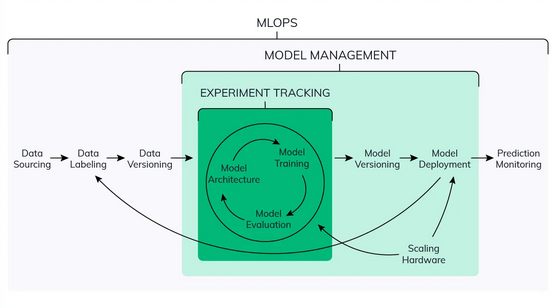 MLOPS
MODEL MANAGEMENT
EXPERIMENT TRACKING
Data
Sourcing
Data
Labeling
Data
Versioning
Model
Architecture
Model
Training
Model
Evaluation
Model
Versioning
Model
Deployment
Prediction
Monitoring
Scaling
Hardware